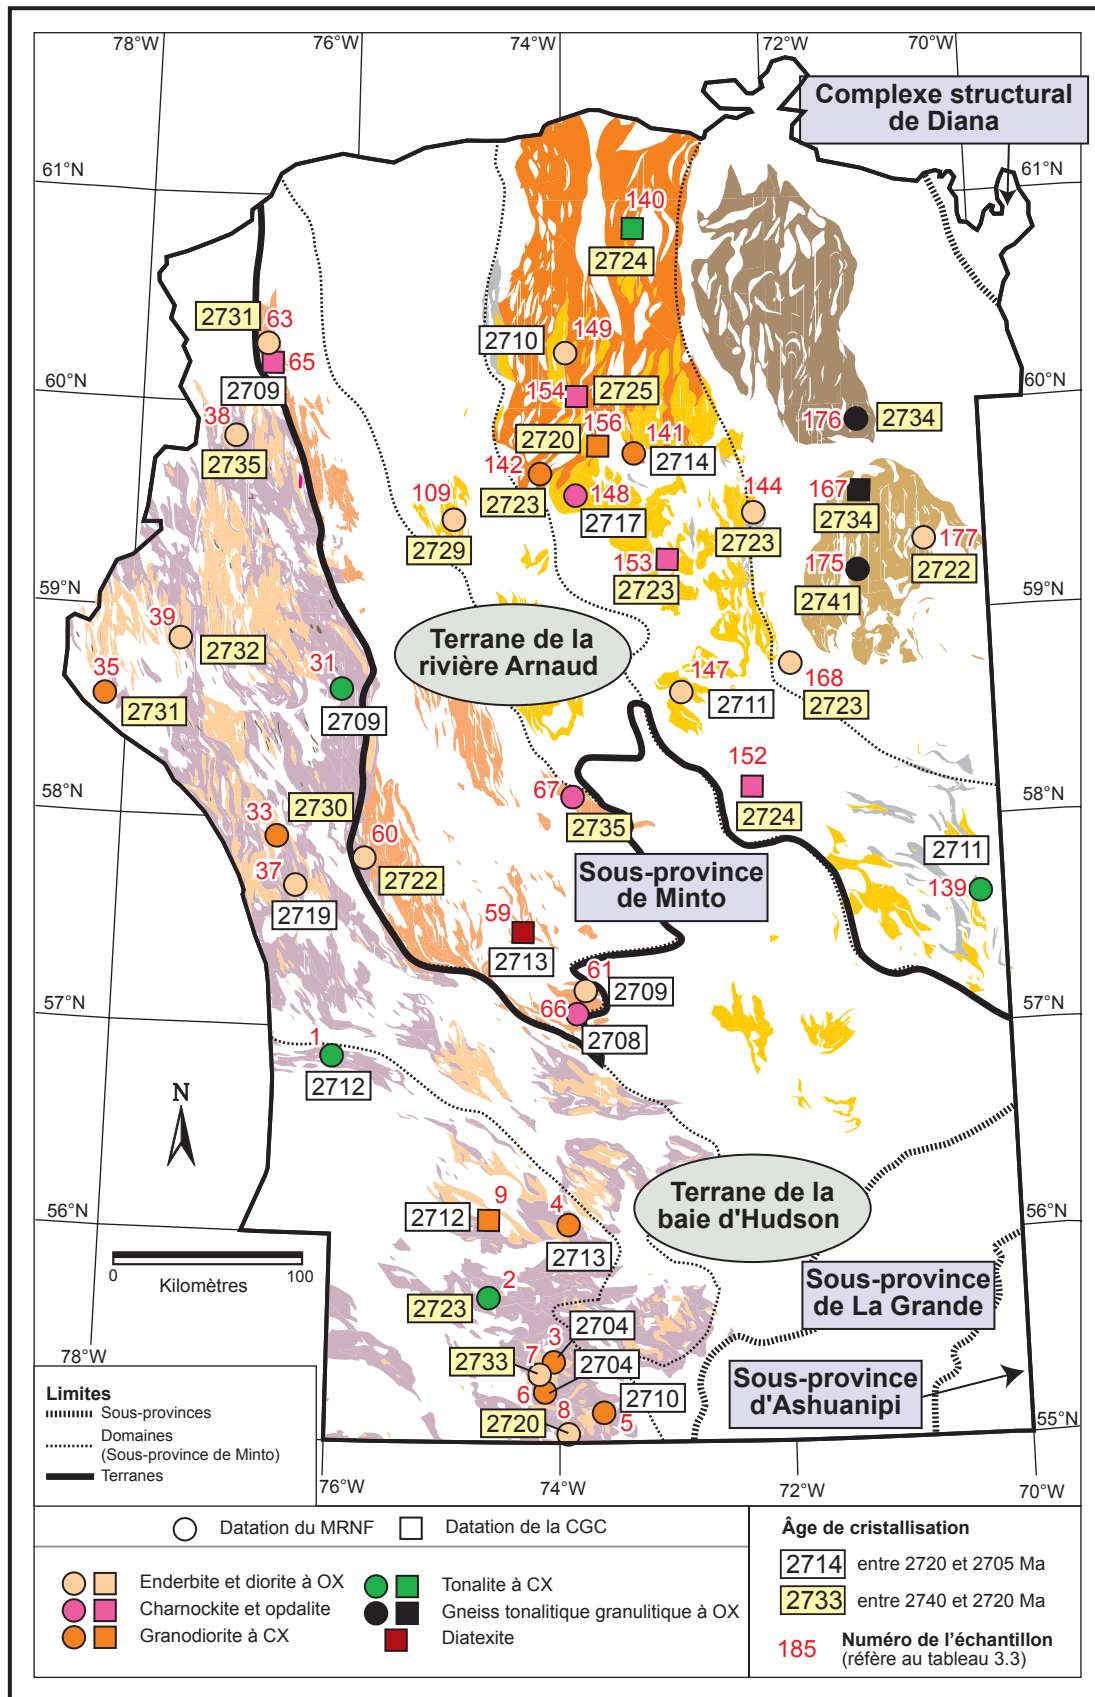 78°W
76°W
74°W
72°W
70°W
Complexe structural
de Diana
61°N
61°N
140
2724
2731
63
65
2709
2710
149
154
2725
60°N
60°N
38
2735
2720
156
141
2714
176
2734
142
2723
148
2717
109
2729
144
2723
167
2734
177
2722
153
2723
175
2741
59°N
59°N
39
2732
Terrane de la
rivière Arnaud
35
2731
31
2709
147
2711
168
2723
58°N
58°N
152
2724
67
2735
33
2730
60
2722
37
2719
Sous-province
de Minto
2711
139
59
2713
61
2709
66
2708
57°N
57°N
1
2712
N
Terrane de la
baie d'Hudson
56°N
56°N
9
2712
4
2713
0
100
Kilomètres
2
2723
Sous-province
de La Grande
3
2704
7
2733
2704
6
2710
5
8
2720
Sous-province
d'Ashuanipi
78°W
55°N
Limites
Sous-provinces
Domaines
(Sous-province de Minto)
Terranes
76°W
74°W
72°W
70°W
Datation du MRNF
Datation de la CGC
Enderbite et diorite à OX
Charnockite et opdalite
Granodiorite à CX
Tonalite à CX
Gneiss tonalitique granulitique à OX
Diatexite
Âge de cristallisation
2714 entre 2720 et 2705 Ma
2733 entre 2740 et 2720 Ma
185 Numéro de l'échantillon
(réfère au tableau 3.3)